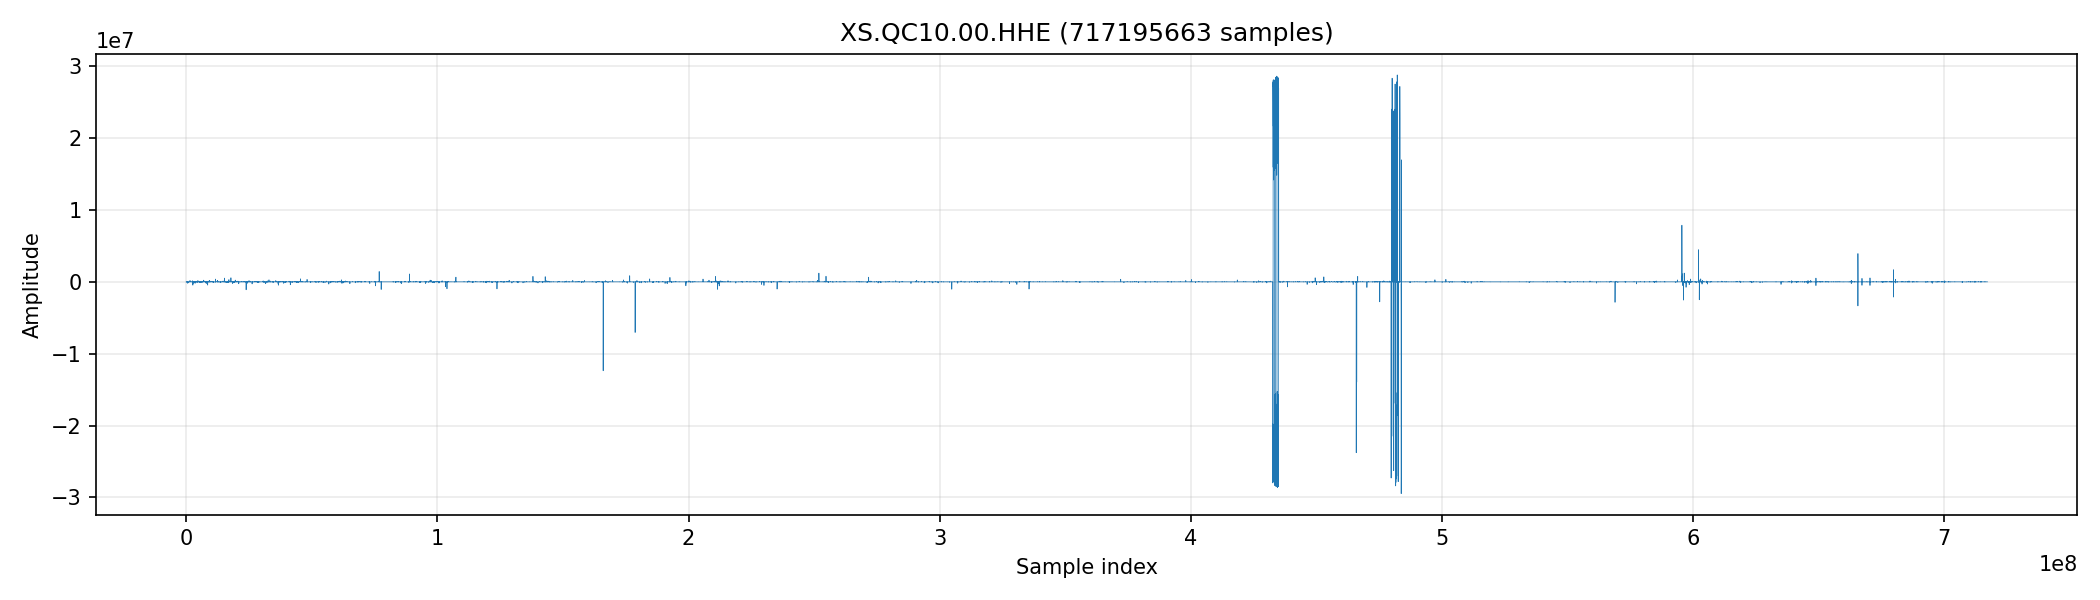 XS.QC10.00.HHE (717195663 samples)
1e7
3
2
1
0
−1
−2
−3
Amplitude
0 1 2 3 4 5 6 7
1e8
Sample index